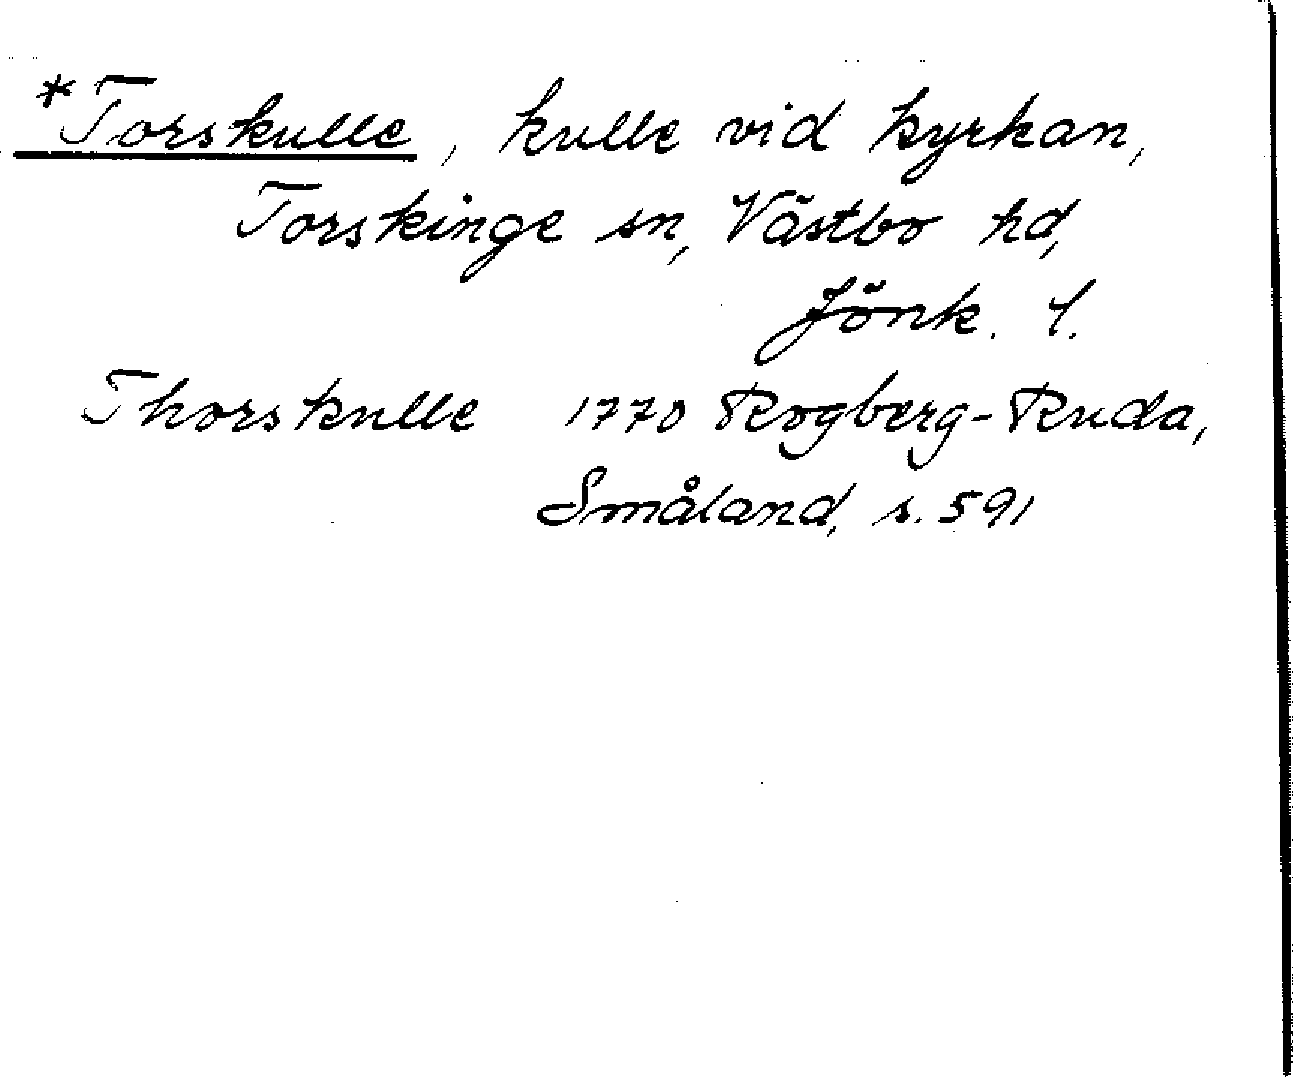 *Torskulle, kulle vid kyrkan,
Torskinge sn, Västbo hd,
Jönk. l.
Thorskulle 1770 Rogberg-Ruda,
Småland, s. 591